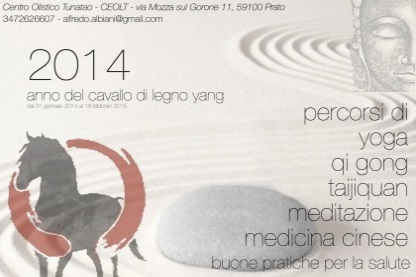 Centro Olistico Tunatao - CEOLT - via Mozza sul Gorone 11, 59100 Prato
3472626607 - alfredo.albiani@gmail.com
2014
anno del cavallo di legno yang
dal 31 gennaio 2014 al 18 febbraio 2015
percorsi di
yoga
qi gong
taijiquan
meditazione
medicina cinese
buone pratiche per la salute